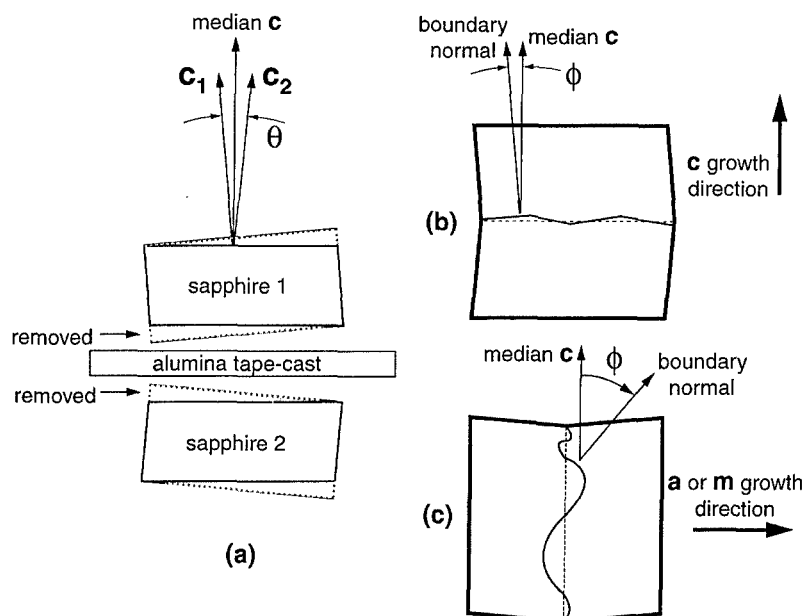 median c
c1 c2
θ
sapphire 1
removed
alumina tape-cast
removed
sapphire 2
(a)
boundary
normal
median c
ϕ
c growth
direction
(b)
median c
ϕ
boundary
normal
a or m growth
direction
(c)